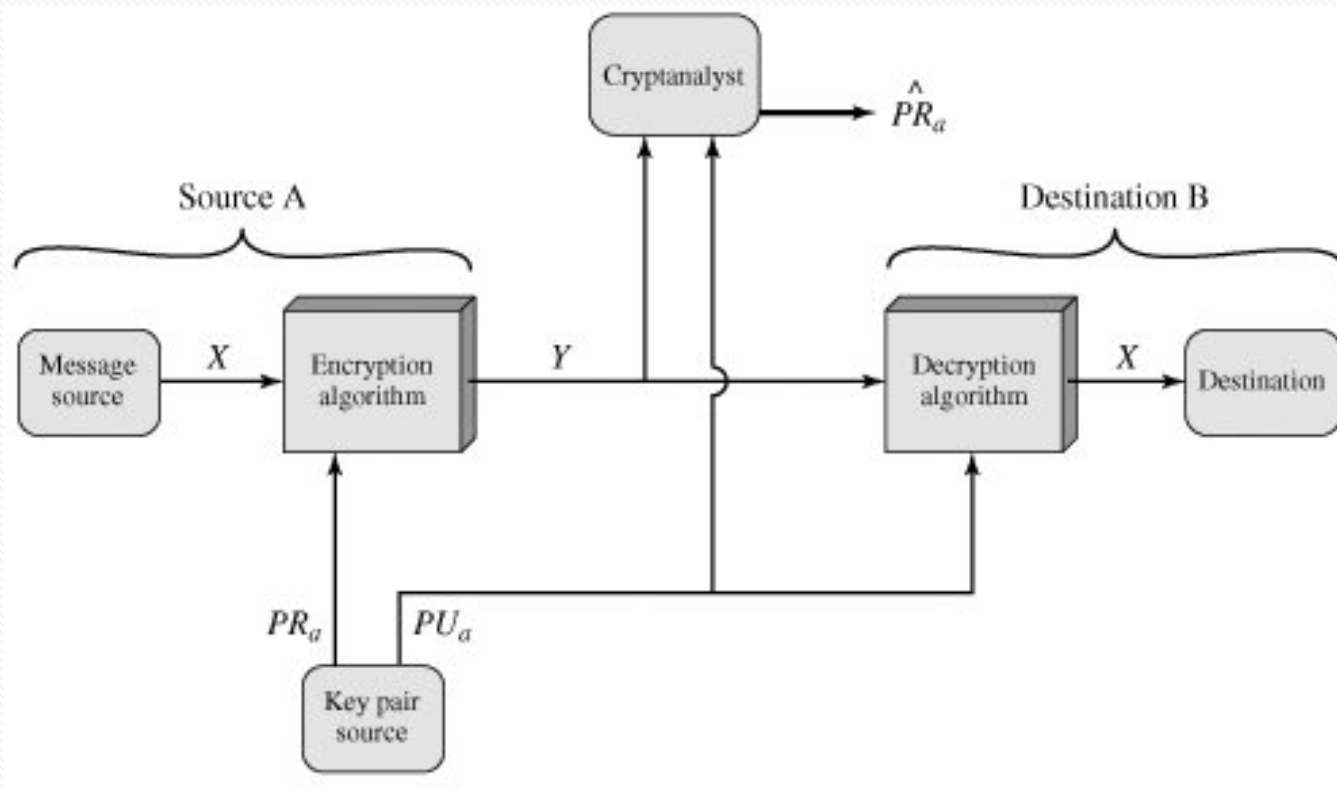 Cryptanalyst
P̂R_a
Source A
Destination B
Message
source
X
Encryption
algorithm
Y
Decryption
algorithm
X
Destination
PR_a
PU_a
Key pair
source